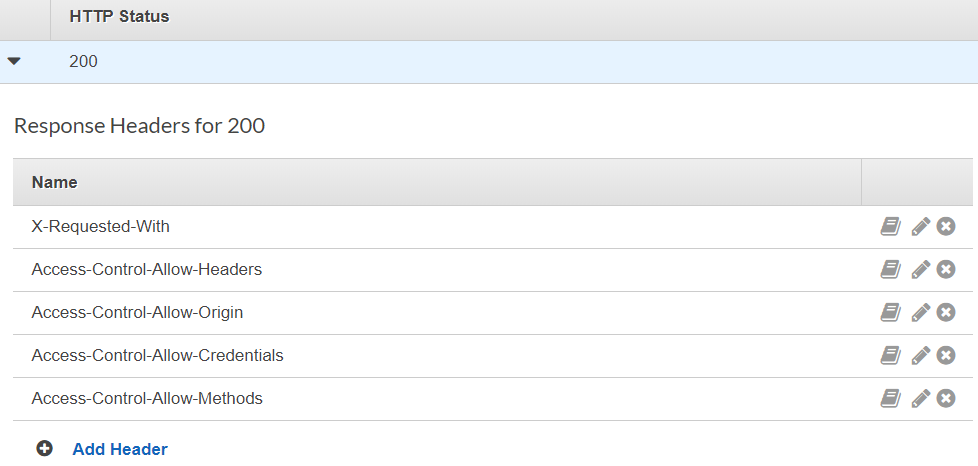 HTTP Status
200
Response Headers for 200
Name
X-Requested-With
Access-Control-Allow-Headers
Access-Control-Allow-Origin
Access-Control-Allow-Credentials
Access-Control-Allow-Methods
Add Header